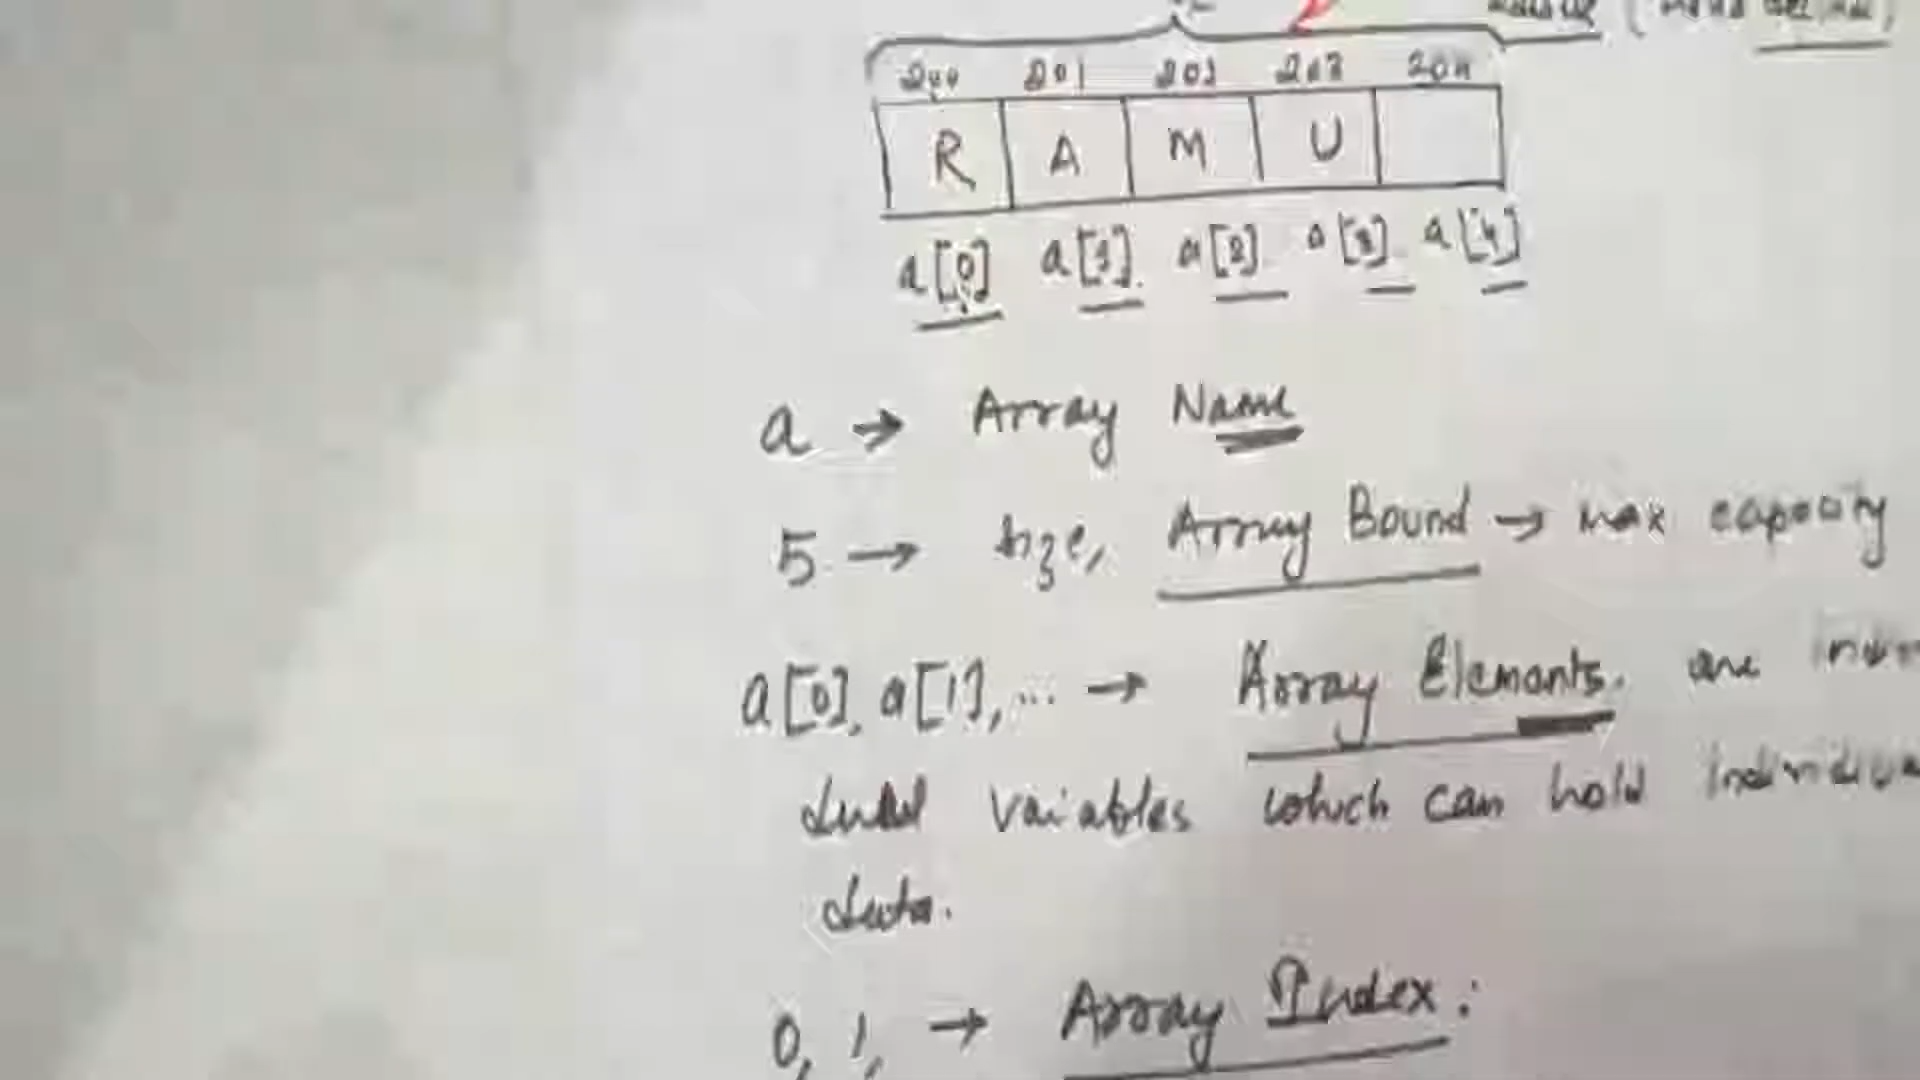 200 201 202 203 204
R A M U
a[0] a[1] a[2] a[3] a[4]
a → Array Name
5 → size, Array Bound → max capacity
a[0], a[1], ... → Array Elements. are
variables which can hold
data.
0, 1, → Array Index: